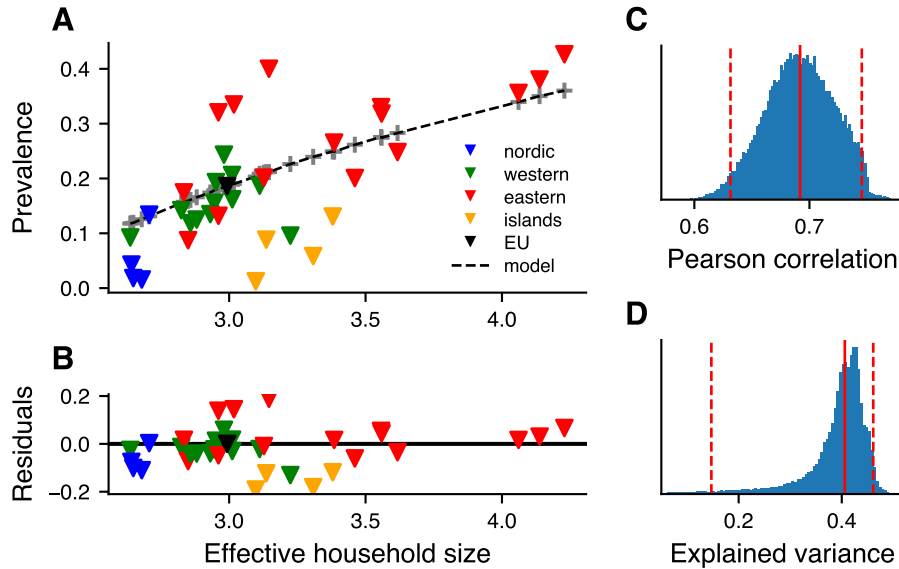 A
Prevalence
0.4
0.3
0.2
0.1
0.0
3.0
3.5
4.0
nordic
western
eastern
islands
EU
model
B
Residuals
0.2
0.0
−0.2
3.0
3.5
4.0
Effective household size
C
0.6
0.7
Pearson correlation
D
0.2
0.4
Explained variance